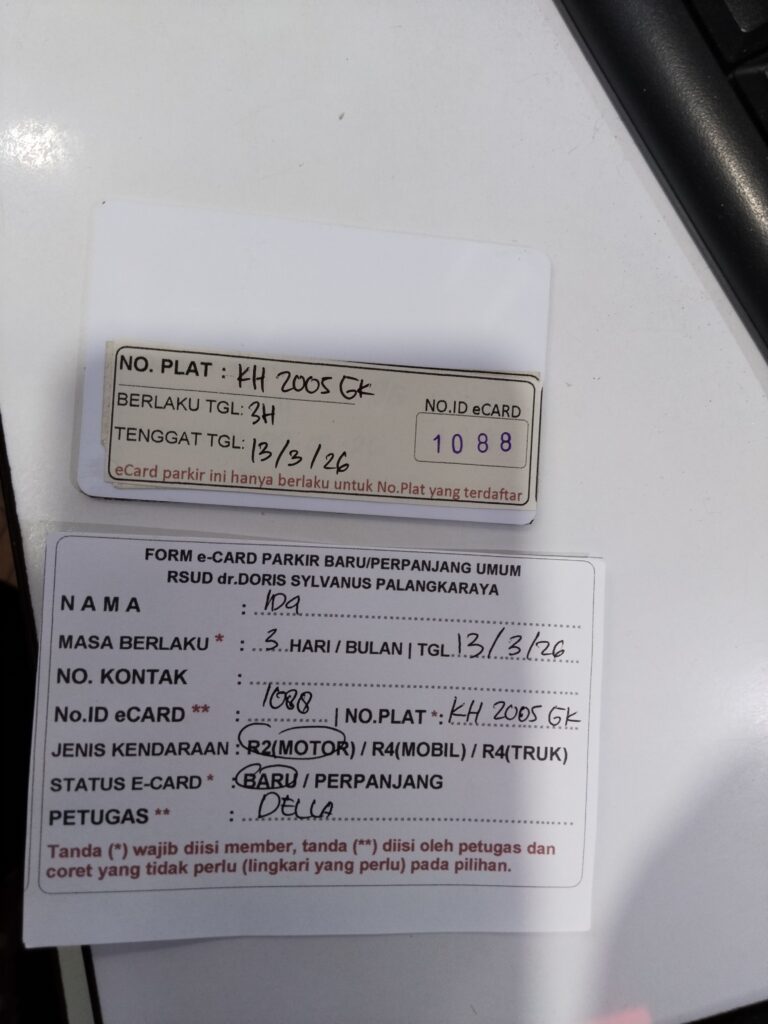 NO. PLAT : KH 2005 GK
BERLAKU TGL: 3H
NO.ID eCARD
TENGGAT TGL: 13/3/26
1088
eCard parkir ini hanya berlaku untuk No.Plat yang terdaftar
FORM e-CARD PARKIR BARU/PERPANJANG UMUM
RSUD dr.DORIS SYLVANUS PALANGKARAYA
NAMA : IDA
MASA BERLAKU * : 3 HARI / BULAN | TGL 13/3/26
NO. KONTAK :
No.ID eCARD ** : 1088 | NO.PLAT *: KH 2005 GK
JENIS KENDARAAN : R2(MOTOR) / R4(MOBIL) / R4(TRUK)
STATUS E-CARD * : BARU / PERPANJANG
PETUGAS ** : DELLA
Tanda (*) wajib diisi member, tanda (**) diisi oleh petugas dan
coret yang tidak perlu (lingkari yang perlu) pada pilihan.